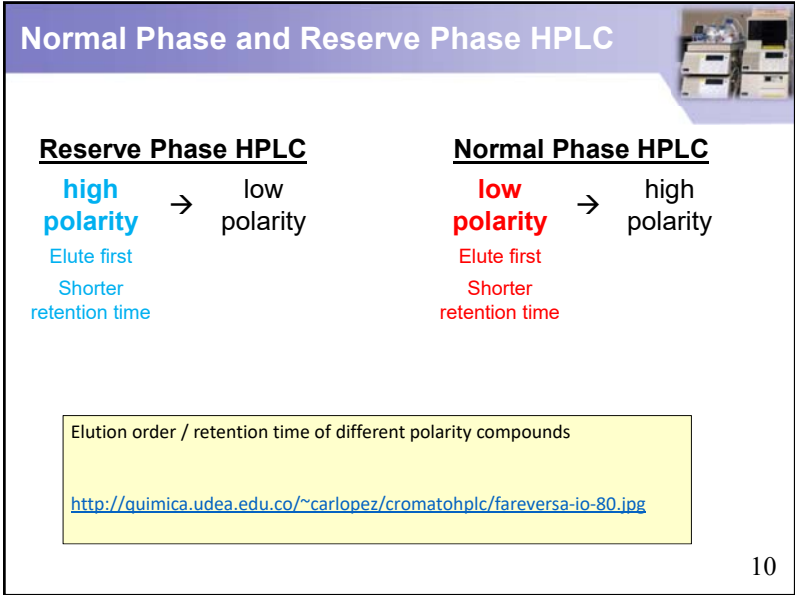 Normal Phase and Reserve Phase HPLC
Reserve Phase HPLC
high
polarity
→
low
polarity
Elute first
Shorter
retention time
Normal Phase HPLC
low
polarity
→
high
polarity
Elute first
Shorter
retention time
Elution order / retention time of different polarity compounds
http://quimica.udea.edu.co/~carlopez/cromatohplc/fareversa-io-80.jpg
10